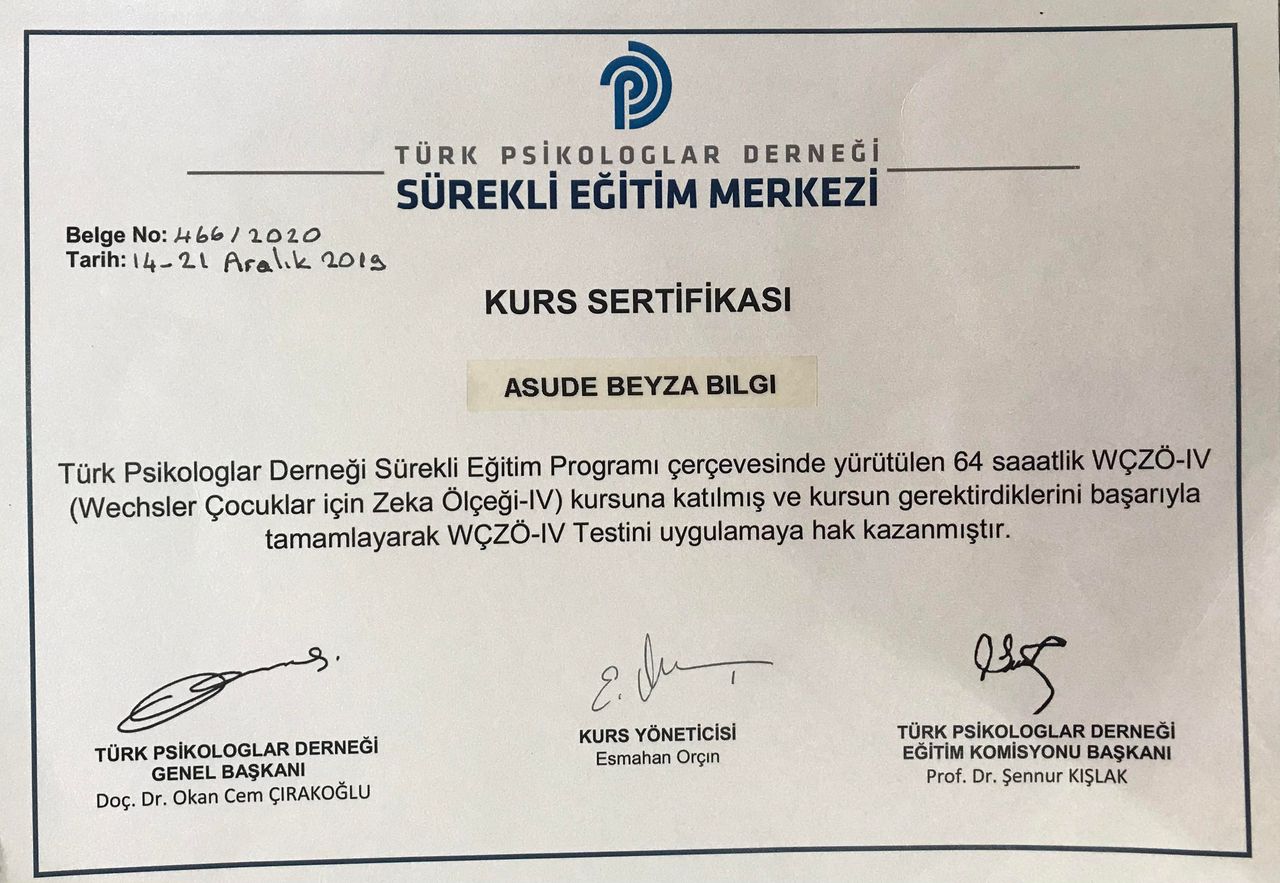 TÜRK PSİKOLOGLAR DERNEĞİ
SÜREKLİ EĞİTİM MERKEZİ
Belge No: 466/2020
Tarih: 14-21 Aralık 2019
KURS SERTİFİKASI
ASUDE BEYZA BILGI
Türk Psikologlar Derneği Sürekli Eğitim Programı çerçevesinde yürütülen 64 saaatlik WÇZÖ-IV
(Wechsler Çocuklar için Zeka Ölçeği-IV) kursuna katılmış ve kursun gerektirdiklerini başarıyla
tamamlayarak WÇZÖ-IV Testini uygulamaya hak kazanmıştır.
TÜRK PSİKOLOGLAR DERNEĞİ
GENEL BAŞKANI
Doç. Dr. Okan Cem ÇIRAKOĞLU
KURS YÖNETİCİSİ
Esmahan Orçın
TÜRK PSİKOLOGLAR DERNEĞİ
EĞİTİM KOMİSYONU BAŞKANI
Prof. Dr. Şennur KIŞLAK